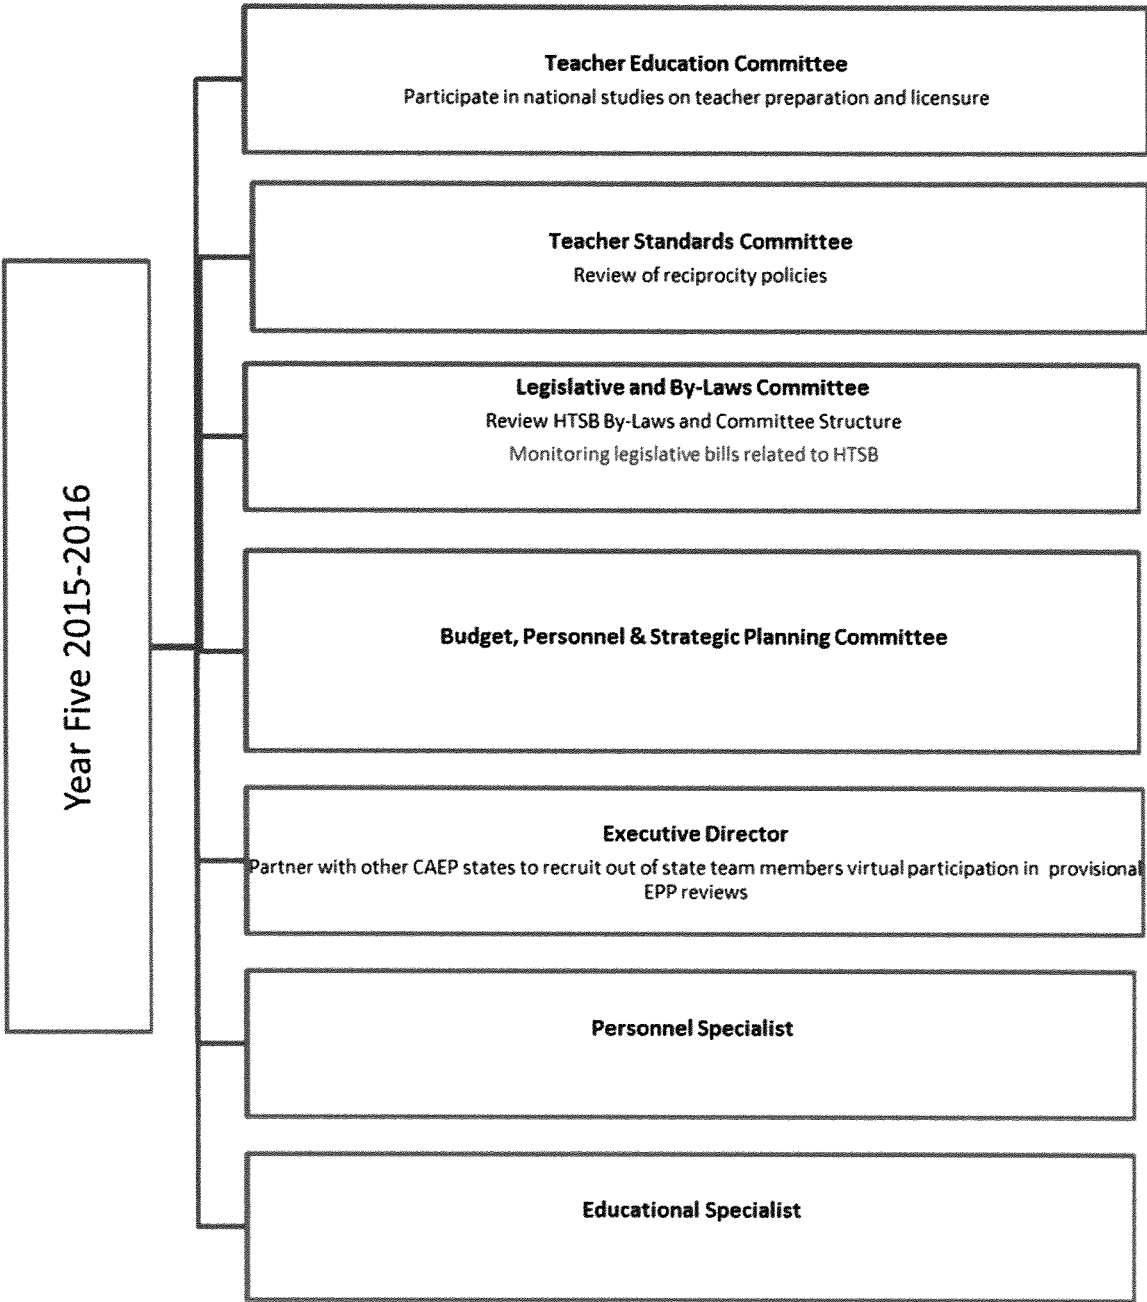 Year Five 2015-2016
Teacher Education Committee
Participate in national studies on teacher preparation and licensure
Teacher Standards Committee
Review of reciprocity policies
Legislative and By-Laws Committee
Review HTSB By-Laws and Committee Structure
Monitoring legislative bills related to HTSB
Budget, Personnel & Strategic Planning Committee
Executive Director
Partner with other CAEP states to recruit out of state team members virtual participation in provisional
EPP reviews
Personnel Specialist
Educational Specialist